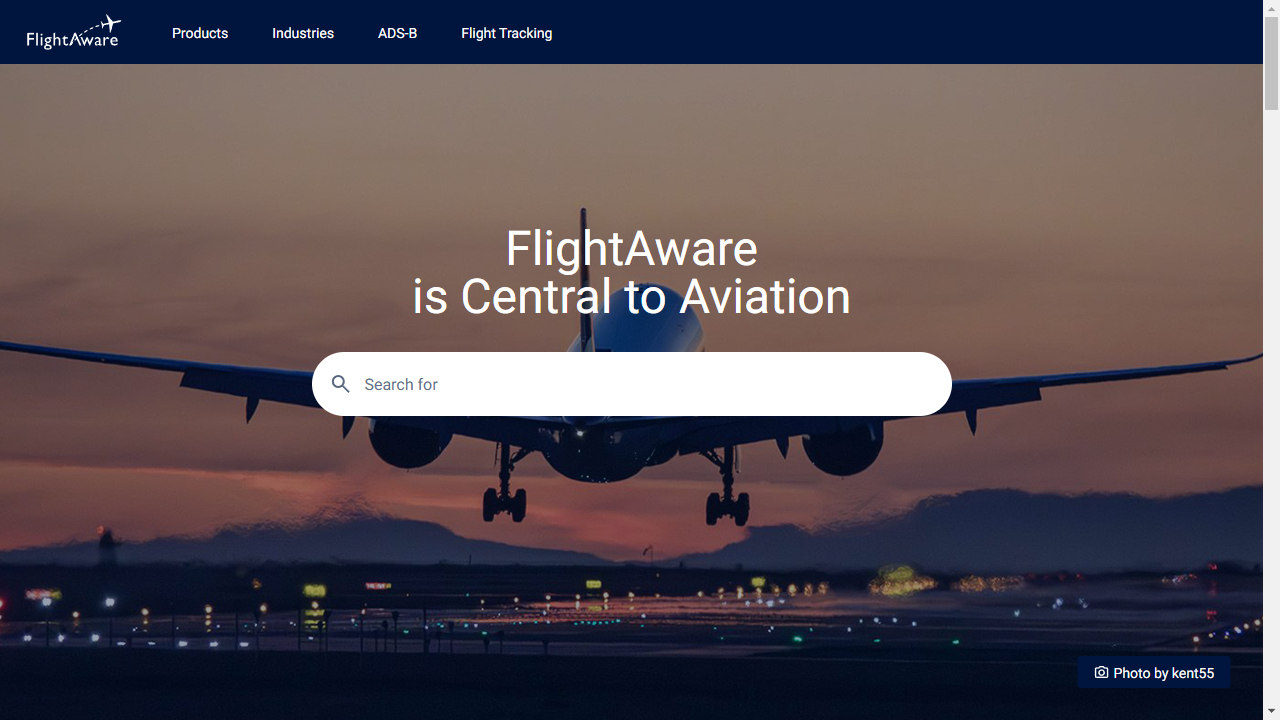 FlightAware
Products
Industries
ADS-B
Flight Tracking
FlightAware
is Central to Aviation
Search for
Photo by kent55